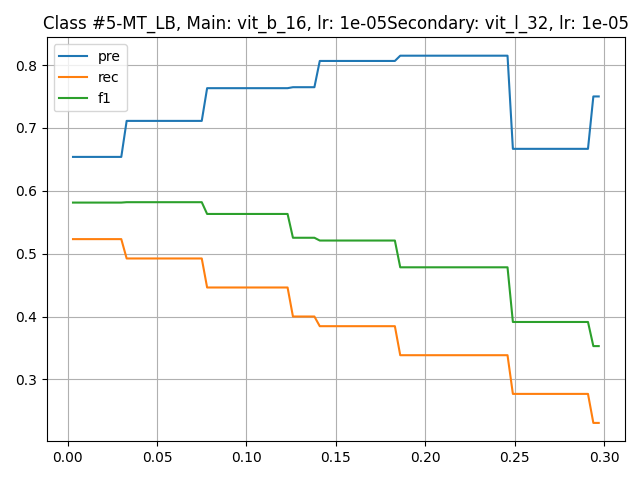 Class #5-MT_LB, Main: vit_b_16, lr: 1e-05Secondary: vit_l_32, lr: 1e-05
pre
rec
f1
0.8
0.7
0.6
0.5
0.4
0.3
0.00 0.05 0.10 0.15 0.20 0.25 0.30